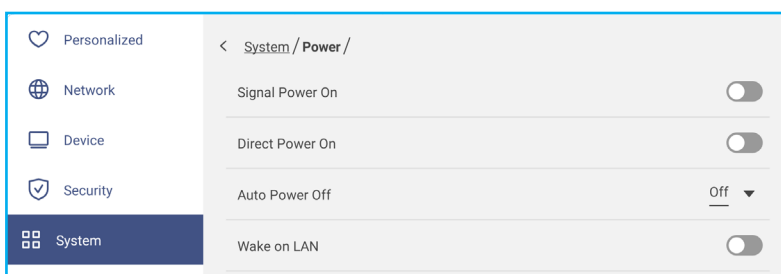 Personalized
Network
Device
Security
System
< System / Power /
Signal Power On
Direct Power On
Auto Power Off Off
Wake on LAN